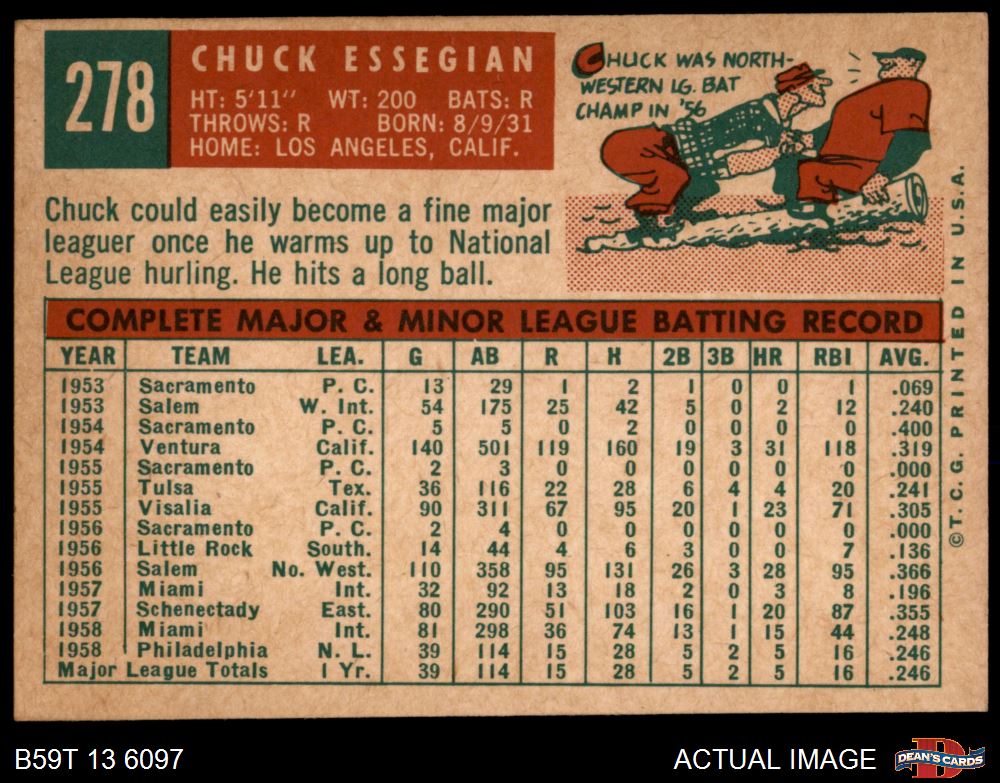 278
CHUCK ESSEGIAN
HT: 5'11" WT: 200 BATS: R
THROWS: R BORN: 8/9/31
HOME: LOS ANGELES, CALIF.
CHUCK WAS NORTH-
WESTERN LG. BAT
CHAMP IN '56
Chuck could easily become a fine major
leaguer once he warms up to National
League hurling. He hits a long ball.
COMPLETE MAJOR & MINOR LEAGUE BATTING RECORD
YEAR TEAM LEA. G AB R H 2B 3B HR RBI AVG.
1953 Sacramento P. C. 13 29 1 2 1 0 0 1 .069
1953 Salem W. Int. 54 175 25 42 5 0 2 12 .240
1954 Sacramento P. C. 5 5 0 2 0 0 0 0 .400
1954 Ventura Calif. 140 501 119 160 19 3 31 118 .319
1955 Sacramento P. C. 2 3 0 0 0 0 0 0 .000
1955 Tulsa Tex. 36 116 22 28 6 4 4 20 .241
1955 Visalia Calif. 90 311 67 95 20 1 23 71 .305
1956 Sacramento P. C. 2 4 0 0 0 0 0 0 .000
1956 Little Rock South. 14 44 4 6 3 0 0 7 .136
1956 Salem No. West. 110 358 95 131 26 3 28 95 .366
1957 Miami Int. 32 92 13 18 2 0 3 8 .196
1957 Schenectady East. 80 290 51 103 16 1 20 87 .355
1958 Miami Int. 81 298 36 74 13 1 15 44 .248
1958 Philadelphia N. L. 39 114 15 28 5 2 5 16 .246
Major League Totals 1 Yr. 39 114 15 28 5 2 5 16 .246
©T. C. G. PRINTED IN U. S. A.
B59T 13 6097
ACTUAL IMAGE
D
DEAN'S CARDS